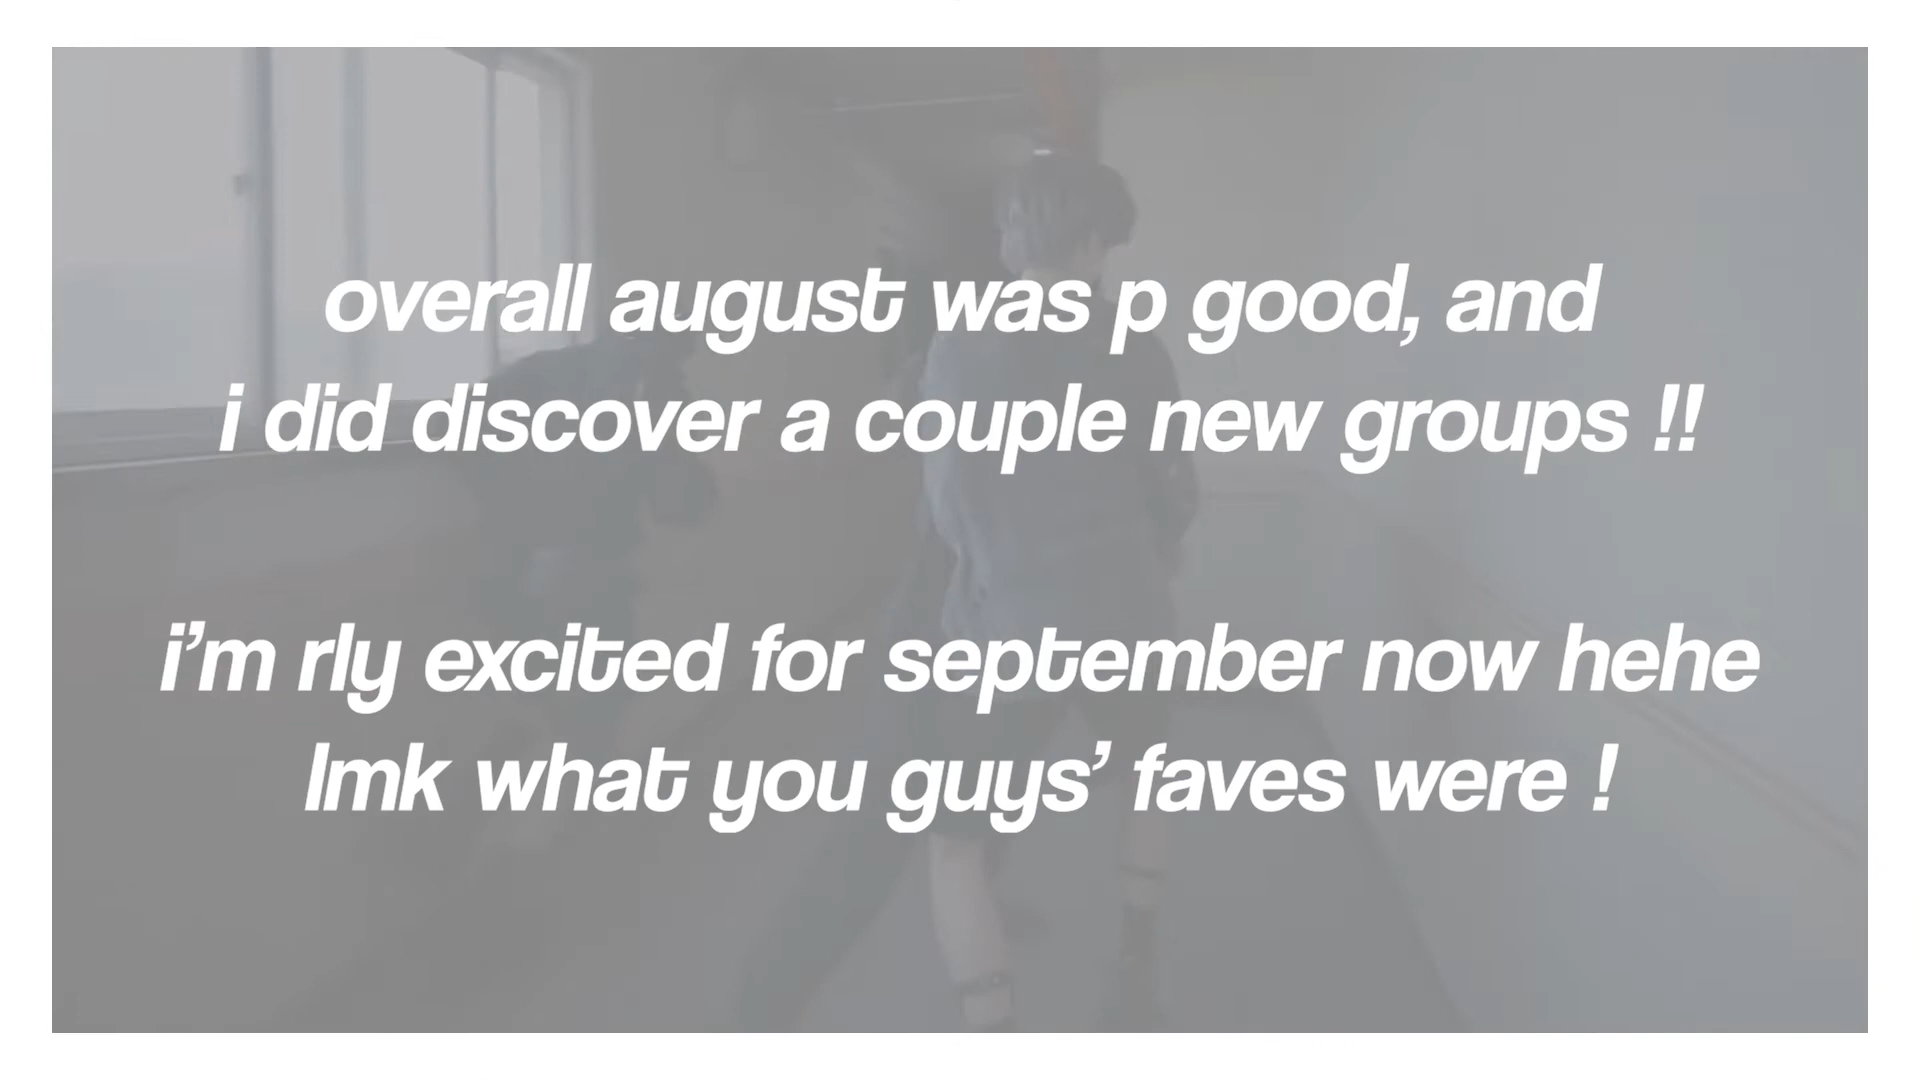 overall august was p good, and
i did discover a couple new groups !!
i’m rly excited for september now hehe
lmk what you guys’ faves were !